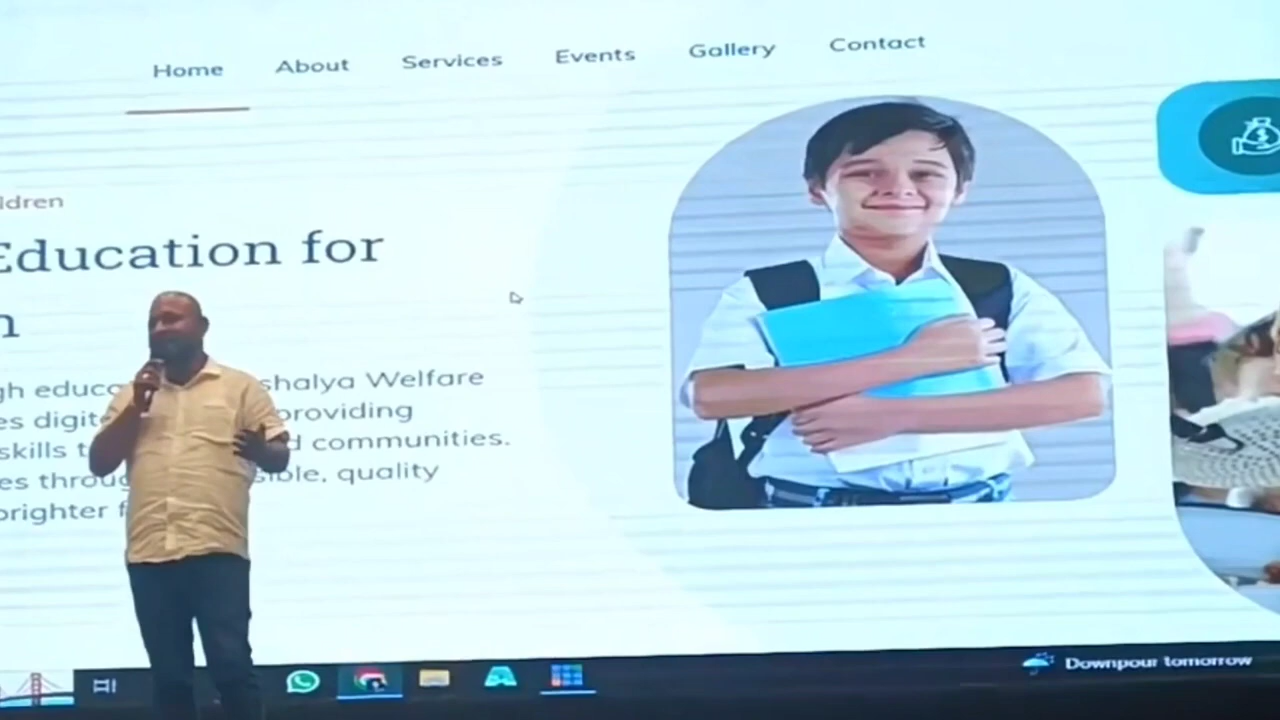 Home About Services Events Gallery Contact
ldren
Education for
n
gh educ shalya Welfare
es digit providing
skills t d communities.
es throug sible, quality
brighter f
Downpour tomorrow